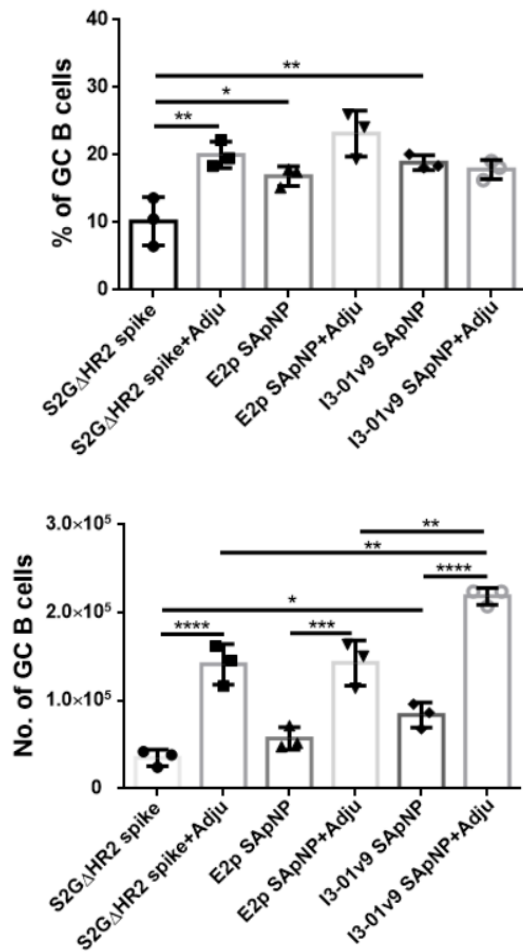 % of GC B cells
40
30
20
10
0
**
*
**
S2GΔHR2 spike
S2GΔHR2 spike+Adju
E2p SApNP
E2p SApNP+Adju
I3-01v9 SApNP
I3-01v9 SApNP+Adju
No. of GC B cells
3.0×10⁵
2.0×10⁵
1.0×10⁵
0
**
**
****
*
****
***
S2GΔHR2 spike
S2GΔHR2 spike+Adju
E2p SApNP
E2p SApNP+Adju
I3-01v9 SApNP
I3-01v9 SApNP+Adju